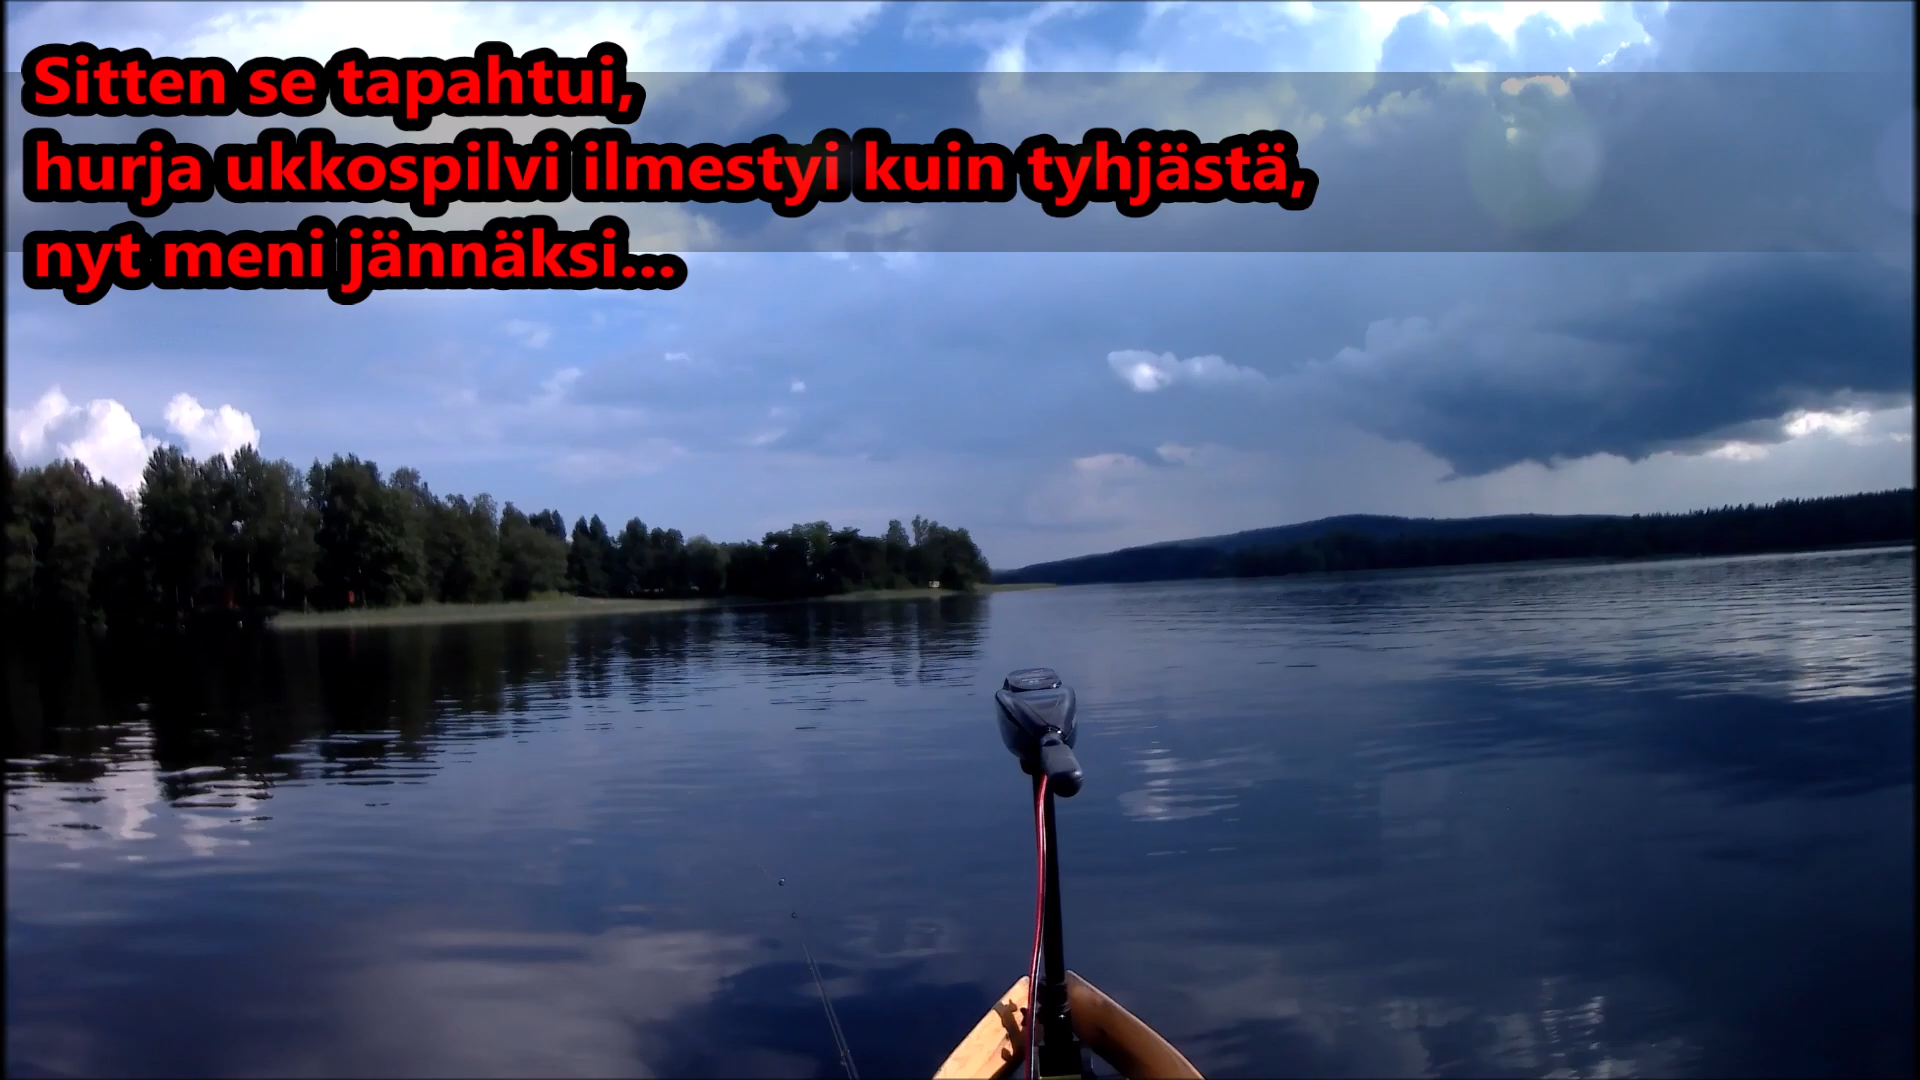 Sitten se tapahtui,
hurja ukkospilvi ilmestyi kuin tyhjästä,
nyt meni jännäksi...